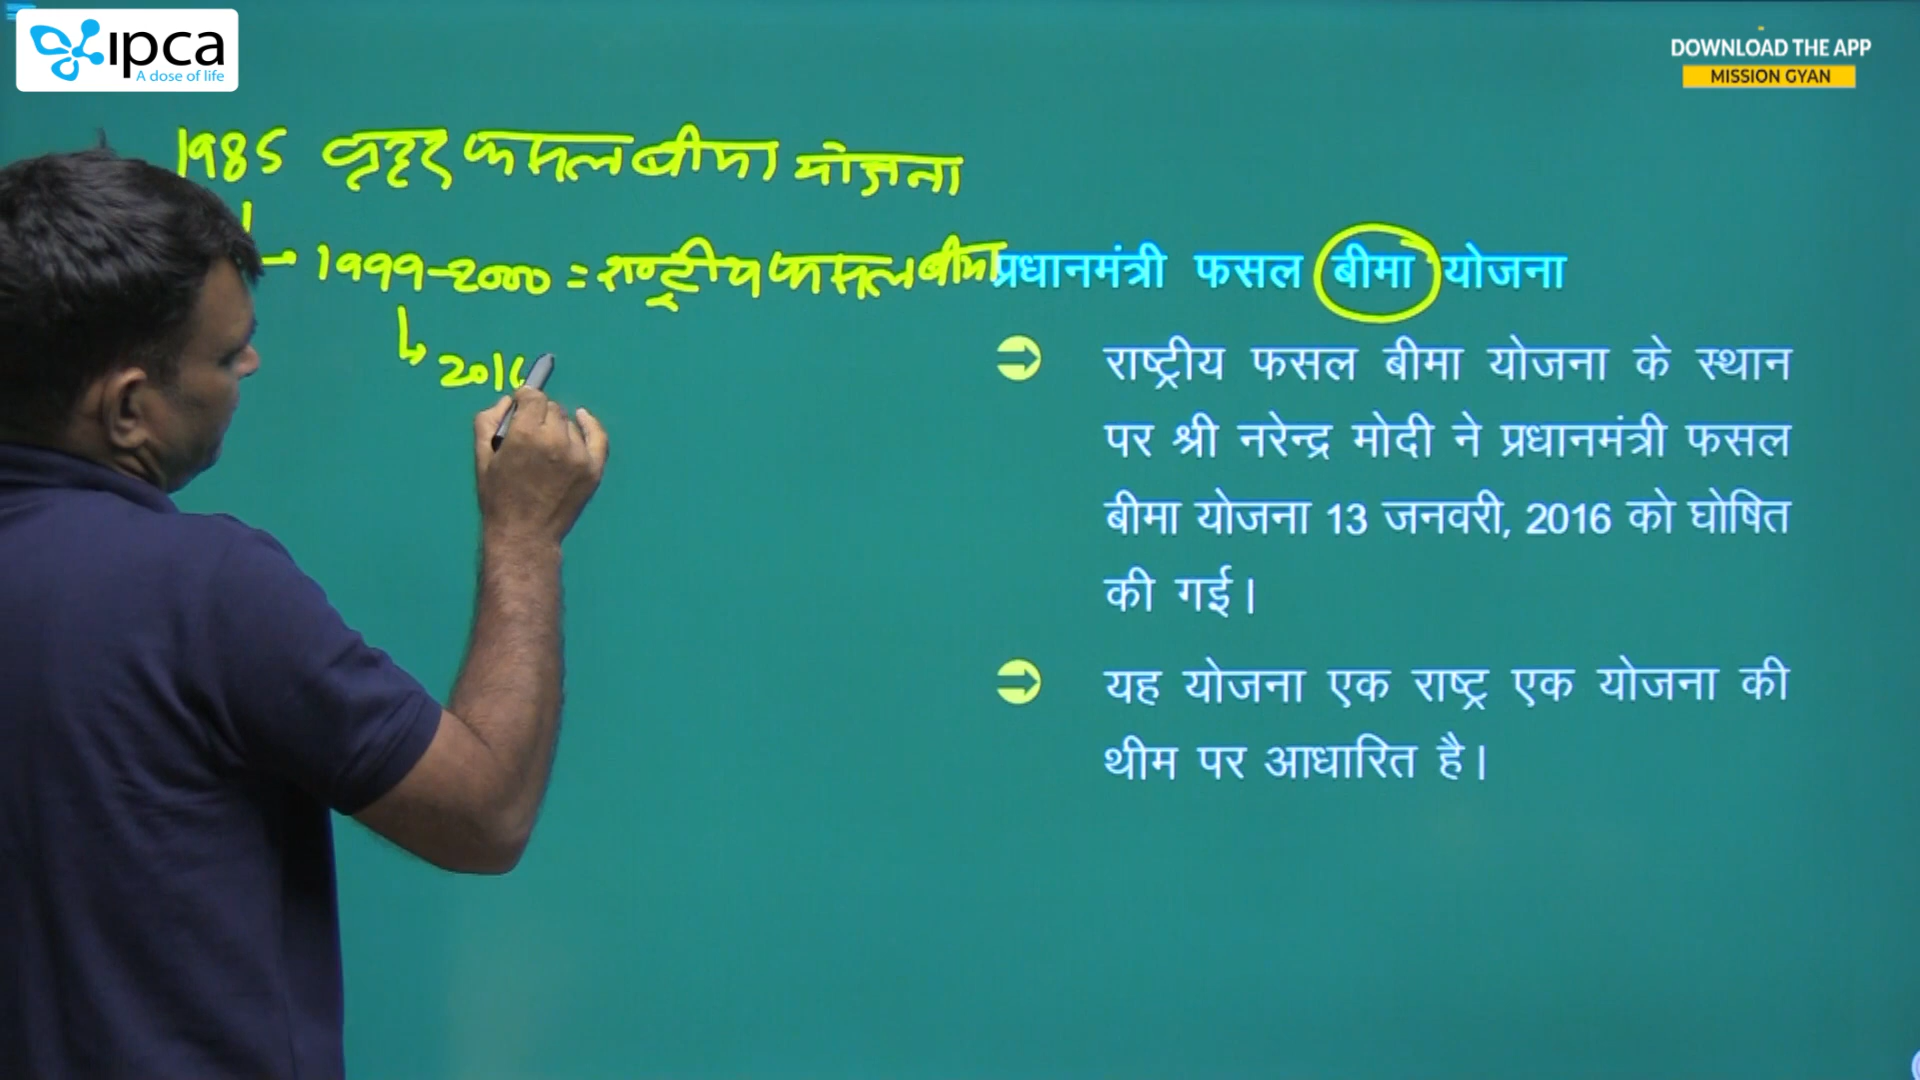 ipca
A dose of life
DOWNLOAD THE APP
MISSION GYAN
1985 वृहद फसल बीमा योजना
1999-2000 = राष्ट्रीय फसल बीमा
2016
प्रधानमंत्री फसल बीमा योजना
राष्ट्रीय फसल बीमा योजना के स्थान
पर श्री नरेन्द्र मोदी ने प्रधानमंत्री फसल
बीमा योजना 13 जनवरी, 2016 को घोषित
की गई।
यह योजना एक राष्ट्र एक योजना की
थीम पर आधारित है।